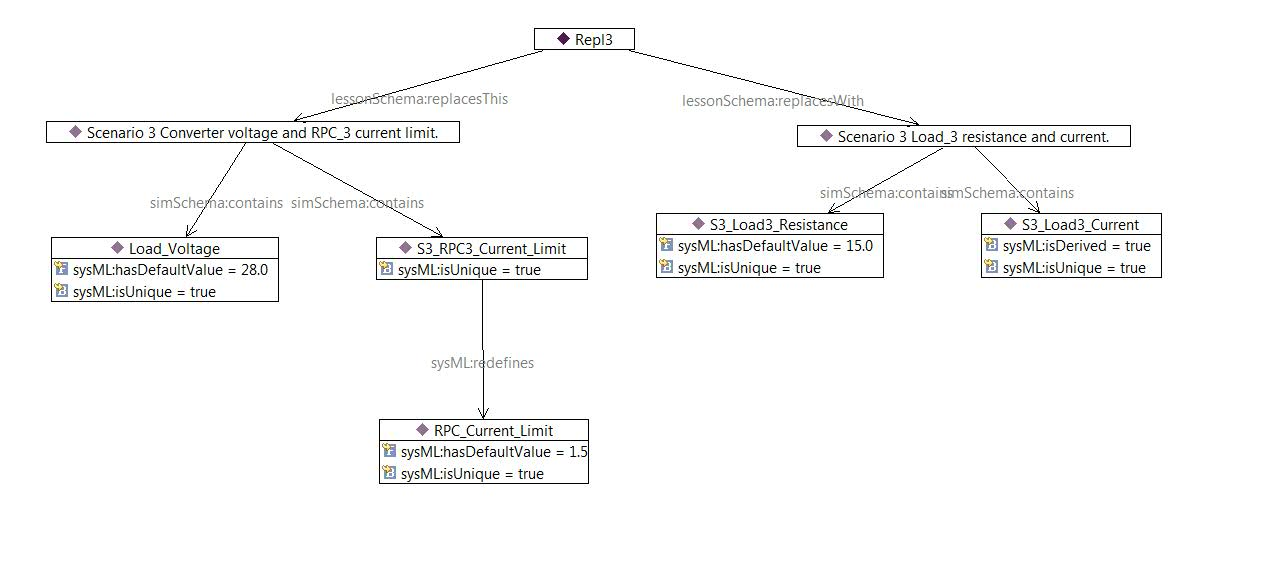 Repl3
lessonSchema:replacesThis
lessonSchema:replacesWith
Scenario 3 Converter voltage and RPC_3 current limit.
Scenario 3 Load_3 resistance and current.
simSchema:contains
simSchema:contains
simSchema:contains
simSchema:contains
Load_Voltage
sysML:hasDefaultValue = 28.0
sysML:isUnique = true
S3_RPC3_Current_Limit
sysML:isUnique = true
S3_Load3_Resistance
sysML:hasDefaultValue = 15.0
sysML:isUnique = true
S3_Load3_Current
sysML:isDerived = true
sysML:isUnique = true
sysML:redefines
RPC_Current_Limit
sysML:hasDefaultValue = 1.5
sysML:isUnique = true